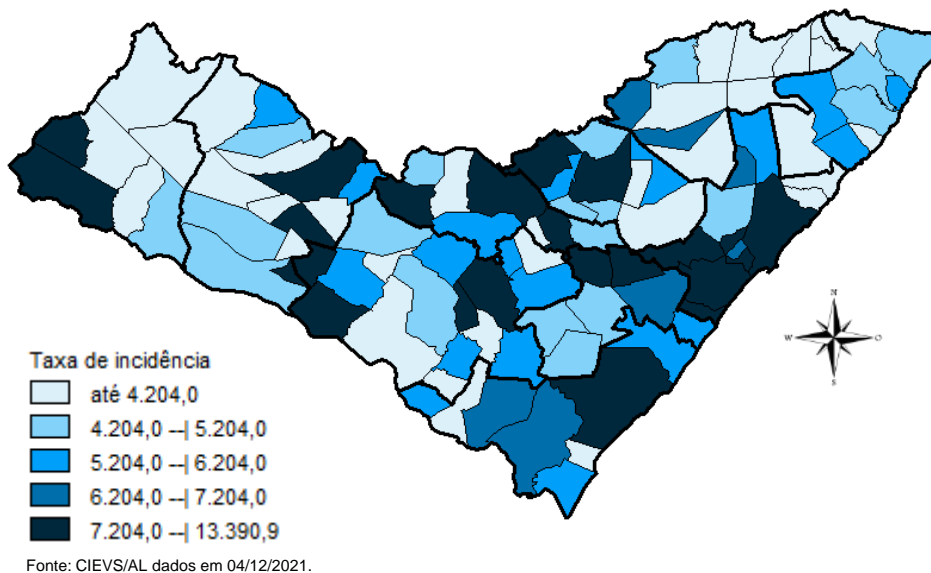 N
W
O
S
Taxa de incidência
até 4.204,0
4.204,0 --| 5.204,0
5.204,0 --| 6.204,0
6.204,0 --| 7.204,0
7.204,0 --| 13.390,9
Fonte: CIEVS/AL dados em 04/12/2021.